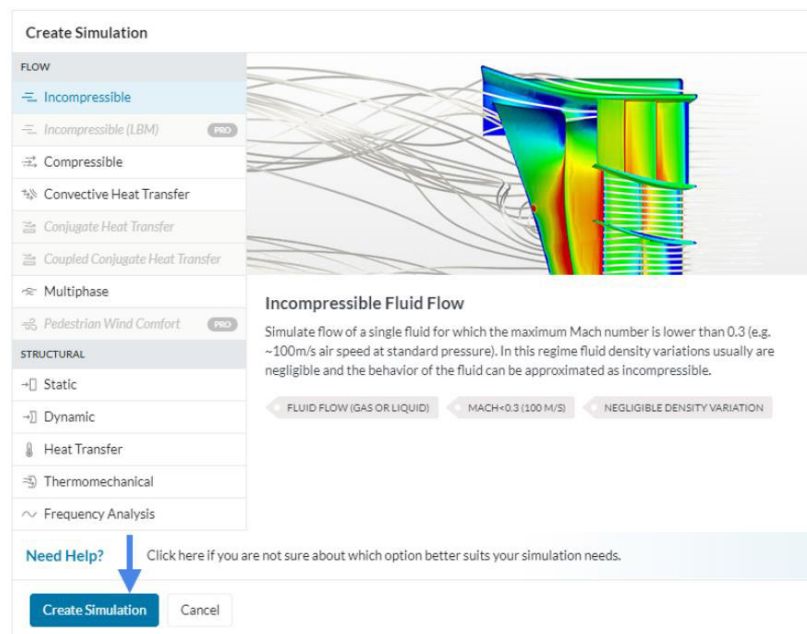 Create Simulation
FLOW
Incompressible
Incompressible (LBM) PRO
Compressible
Convective Heat Transfer
Conjugate Heat Transfer
Coupled Conjugate Heat Transfer
Multiphase
Pedestrian Wind Comfort PRO
STRUCTURAL
Static
Dynamic
Heat Transfer
Thermomechanical
Frequency Analysis
Incompressible Fluid Flow
Simulate flow of a single fluid for which the maximum Mach number is lower than 0.3 (e.g.
~100m/s air speed at standard pressure). In this regime fluid density variations usually are
negligible and the behavior of the fluid can be approximated as incompressible.
FLUID FLOW (GAS OR LIQUID) MACH<0.3 (100 M/S) NEGLIGIBLE DENSITY VARIATION
Need Help? Click here if you are not sure about which option better suits your simulation needs.
Create Simulation Cancel